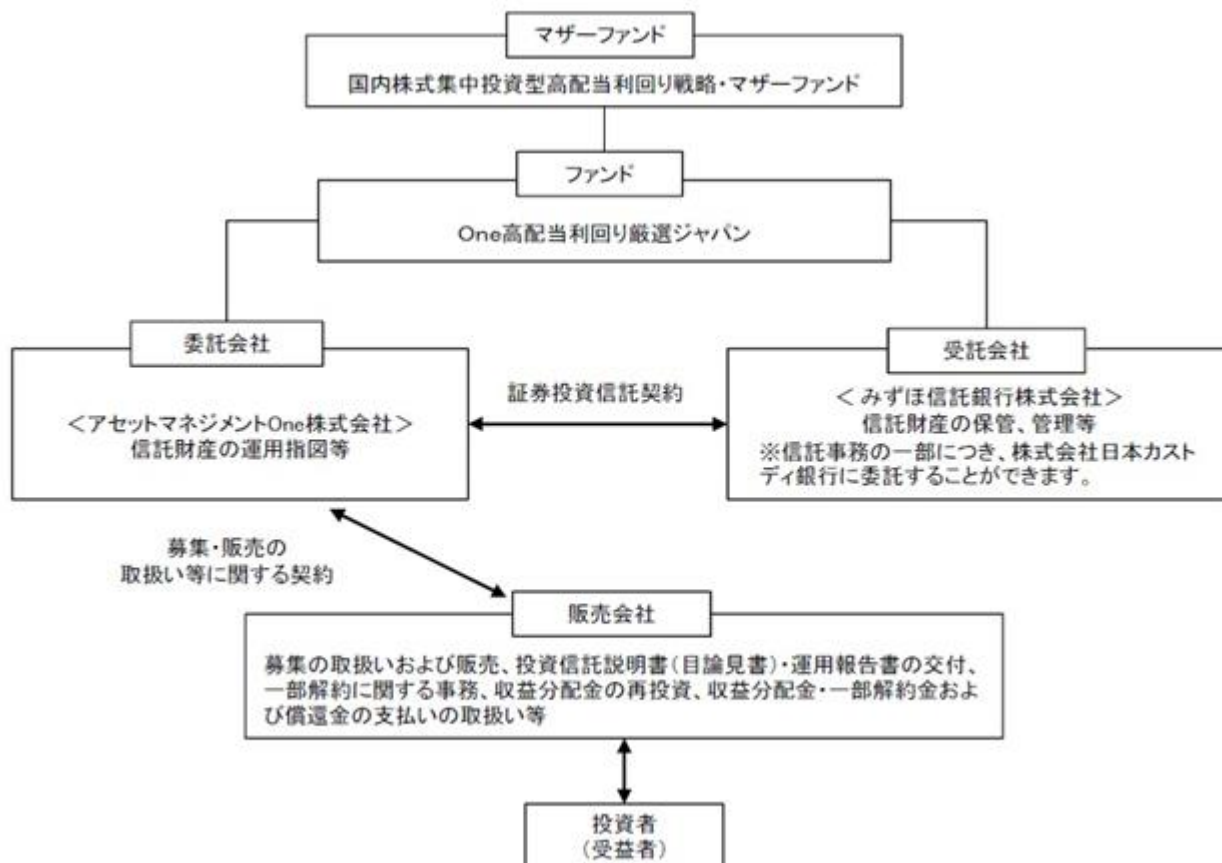 マザーファンド
国内株式集中投資型高配当利回り戦略・マザーファンド
ファンド
One高配当利回り厳選ジャパン
委託会社
<アセットマネジメントOne株式会社>
信託財産の運用指図等
証券投資信託契約
受託会社
<みずほ信託銀行株式会社>
信託財産の保管、管理等
※信託事務の一部につき、株式会社日本カスト
ディ銀行に委託することができます。
募集・販売の
取扱い等に関する契約
販売会社
募集の取扱いおよび販売、投資信託説明書(目論見書)・運用報告書の交付、
一部解約に関する事務、収益分配金の再投資、収益分配金・一部解約金およ
び償還金の支払いの取扱い等
投資者
(受益者)